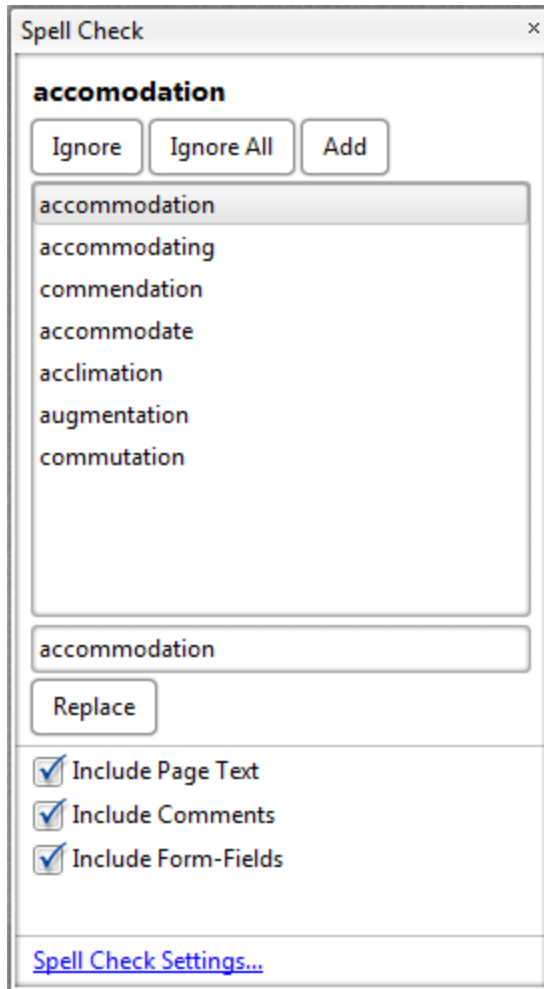 Spell Check
accomodation
Ignore Ignore All Add
accommodation
accommodating
commendation
accommodate
acclimation
augmentation
commutation
accommodation
Replace
Include Page Text
Include Comments
Include Form-Fields
Spell Check Settings...